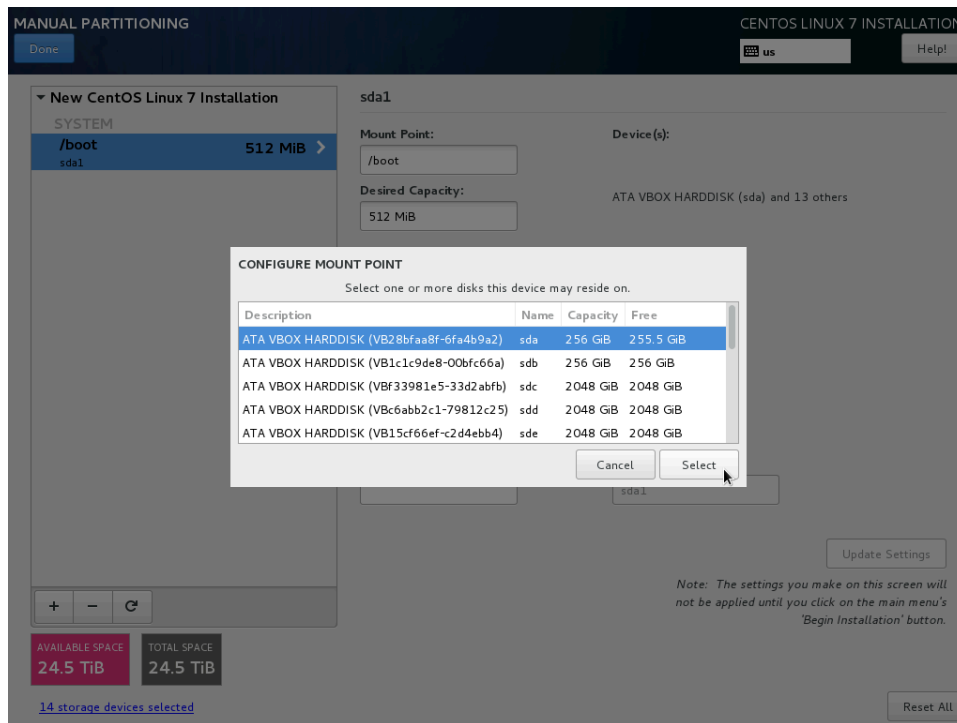 MANUAL PARTITIONING
CENTOS LINUX 7 INSTALLATION
Done
us
Help!
New CentOS Linux 7 Installation
SYSTEM
/boot 512 MiB
sda1
sda1
Mount Point:
/boot
Desired Capacity:
512 MiB
Device(s):
ATA VBOX HARDDISK (sda) and 13 others
CONFIGURE MOUNT POINT
Select one or more disks this device may reside on.
Description Name Capacity Free
ATA VBOX HARDDISK (VB28bfaa8f-6fa4b9a2) sda 256 GiB 255.5 GiB
ATA VBOX HARDDISK (VB1c1c9de8-00bfc66a) sdb 256 GiB 256 GiB
ATA VBOX HARDDISK (VBf33981e5-33d2abfb) sdc 2048 GiB 2048 GiB
ATA VBOX HARDDISK (VBc6abb2c1-79812c25) sdd 2048 GiB 2048 GiB
ATA VBOX HARDDISK (VB15cf66ef-c2d4ebb4) sde 2048 GiB 2048 GiB
Cancel Select
sda1
Update Settings
Note: The settings you make on this screen will
not be applied until you click on the main menu's
'Begin Installation' button.
+ −
AVAILABLE SPACE
24.5 TiB
TOTAL SPACE
24.5 TiB
14 storage devices selected
Reset All